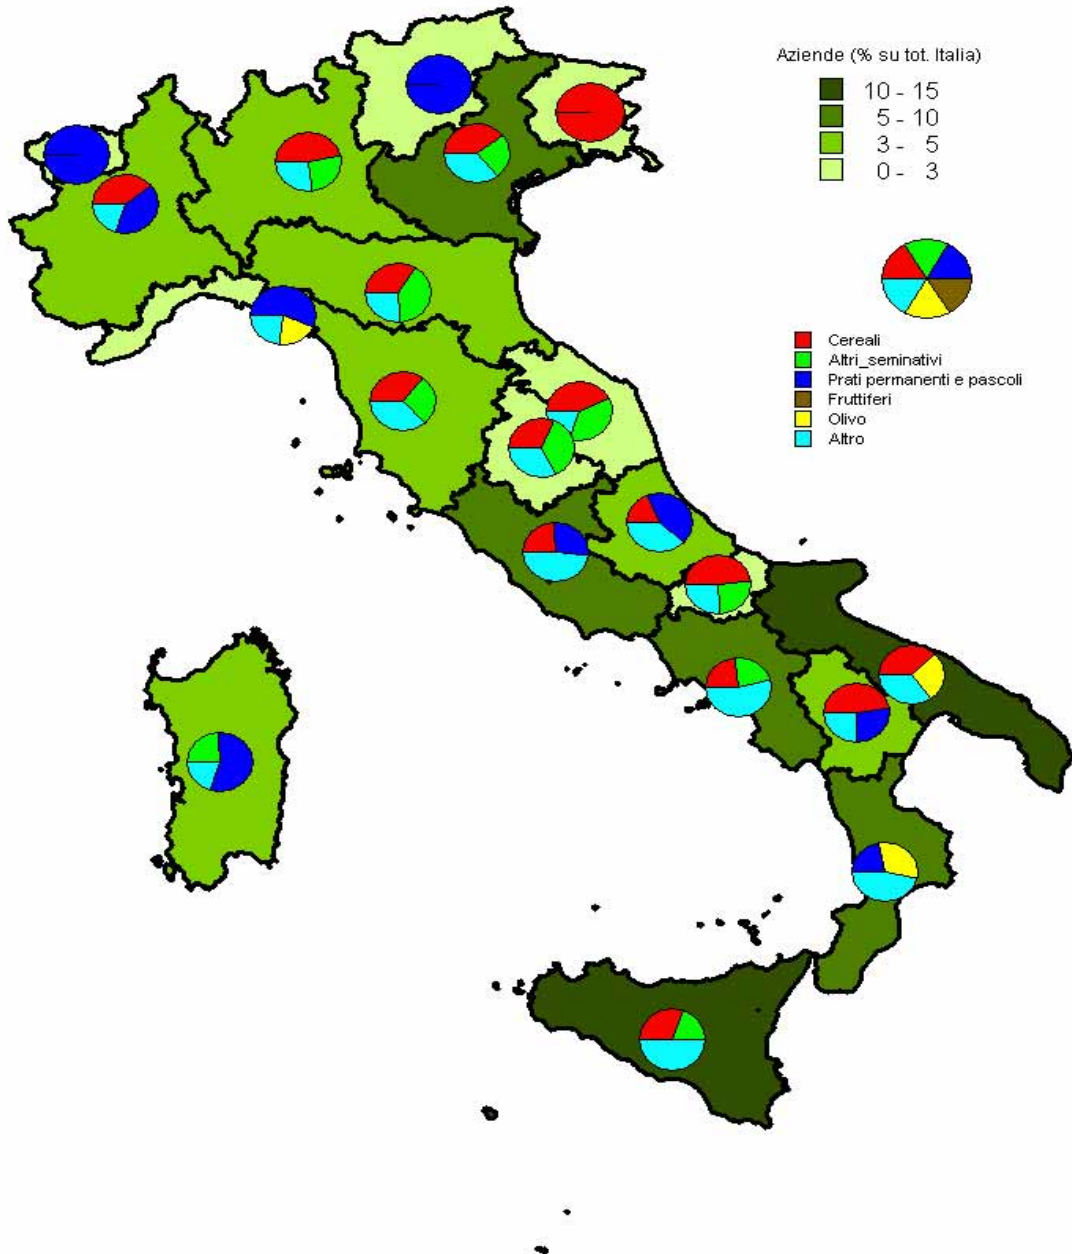 Aziende (% su tot. Italia)
10 - 15
5 - 10
3 - 5
0 - 3
Cereali
Altri_seminativi
Prati permanenti e pascoli
Fruttiferi
Olivo
Altro